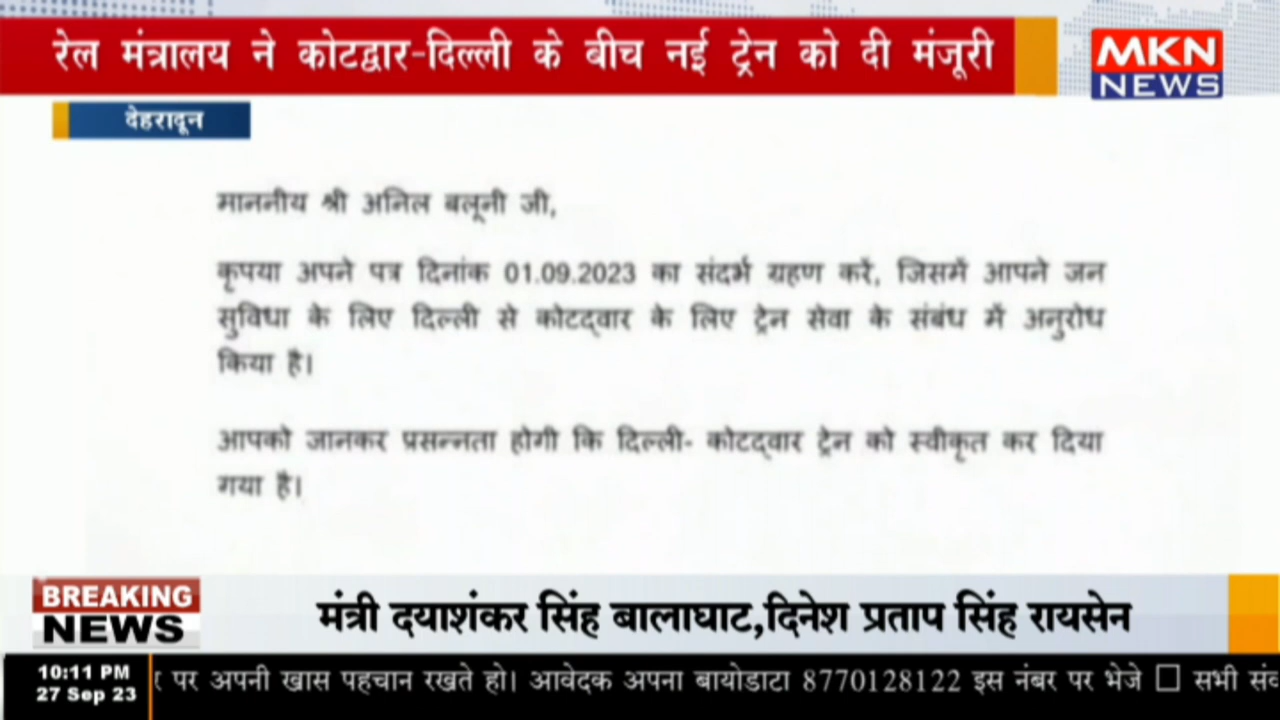 रेल मंत्रालय ने कोटद्वार-दिल्ली के बीच नई ट्रेन को दी मंजूरी
MKN
NEWS
देहरादून
माननीय श्री अनिल बलूनी जी,
कृपया अपने पत्र दिनांक 01.09.2023 का संदर्भ ग्रहण करें, जिसमें आपने जन
सुविधा के लिए दिल्ली से कोटद्वार के लिए ट्रेन सेवा के संबंध में अनुरोध
किया है।
आपको जानकर प्रसन्नता होगी कि दिल्ली- कोटद्वार ट्रेन को स्वीकृत कर दिया
गया है।
BREAKING
NEWS
मंत्री दयाशंकर सिंह बालाघाट,दिनेश प्रताप सिंह रायसेन
10:11 PM
27 Sep 23
पर अपनी खास पहचान रखते हो। आवेदक अपना बायोडाटा 8770128122 इस नंबर पर भेजे □ सभी